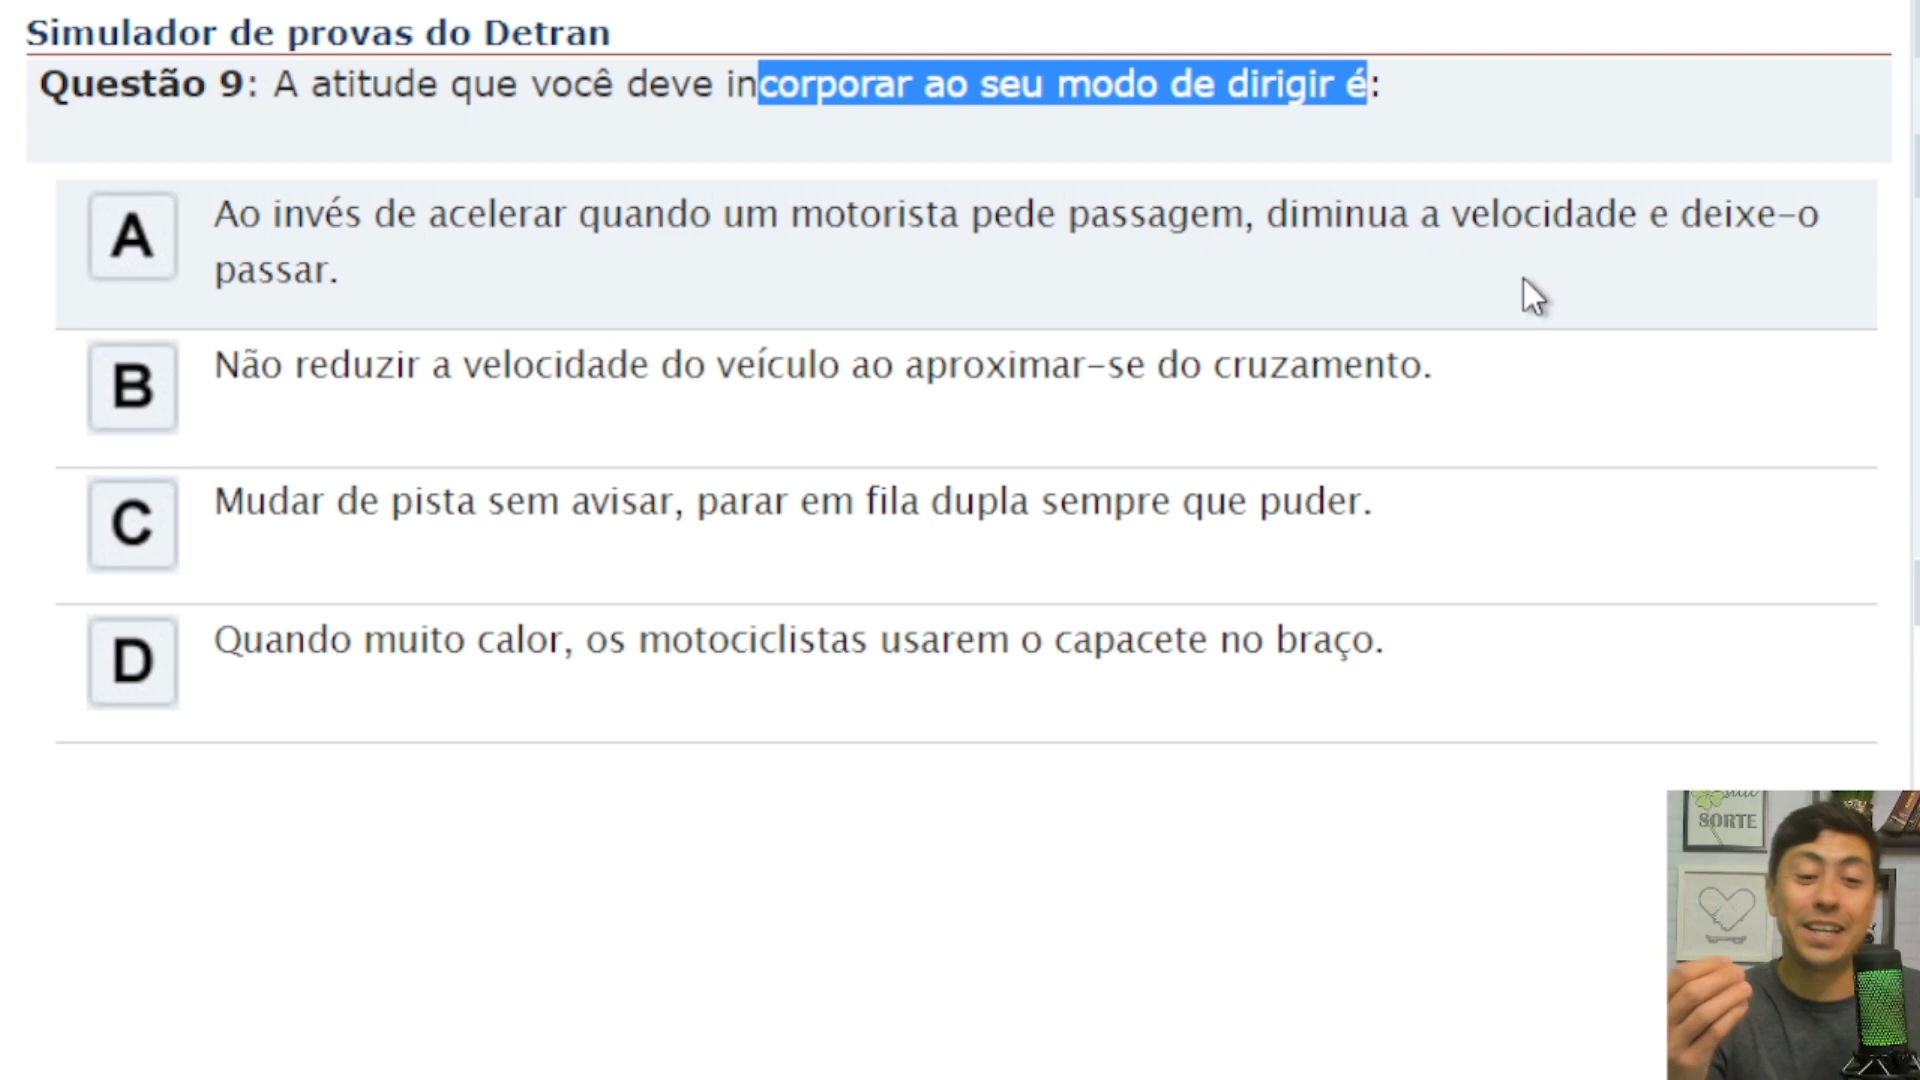 Simulador de provas do Detran
Questão 9: A atitude que você deve incorporar ao seu modo de dirigir é:
A
Ao invés de acelerar quando um motorista pede passagem, diminua a velocidade e deixe-o
passar.
B
Não reduzir a velocidade do veículo ao aproximar-se do cruzamento.
C
Mudar de pista sem avisar, parar em fila dupla sempre que puder.
D
Quando muito calor, os motociclistas usarem o capacete no braço.
SORTE